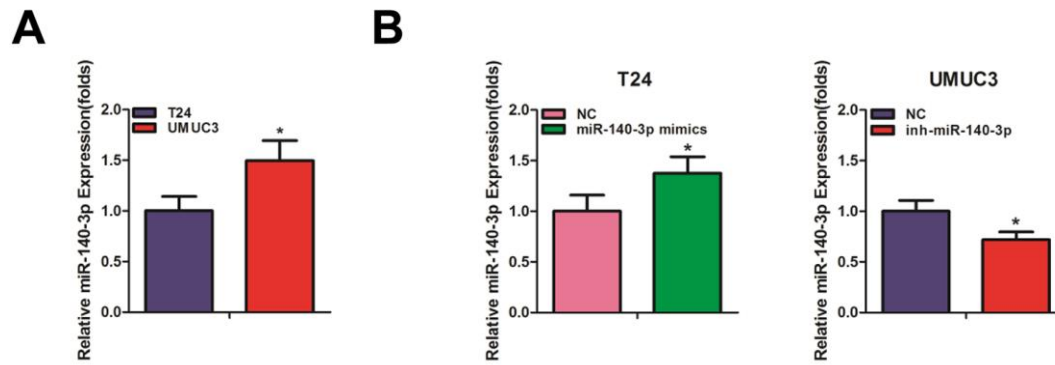 A
Relative miR-140-3p Expression(folds)
T24
UMUC3
2.0
1.5
1.0
0.5
0.0
*
B
T24
Relative miR-140-3p Expression(folds)
NC
miR-140-3p mimics
2.0
1.5
1.0
0.5
0.0
*
UMUC3
Relative miR-140-3p Expression(folds)
NC
inh-miR-140-3p
2.0
1.5
1.0
0.5
0.0
*